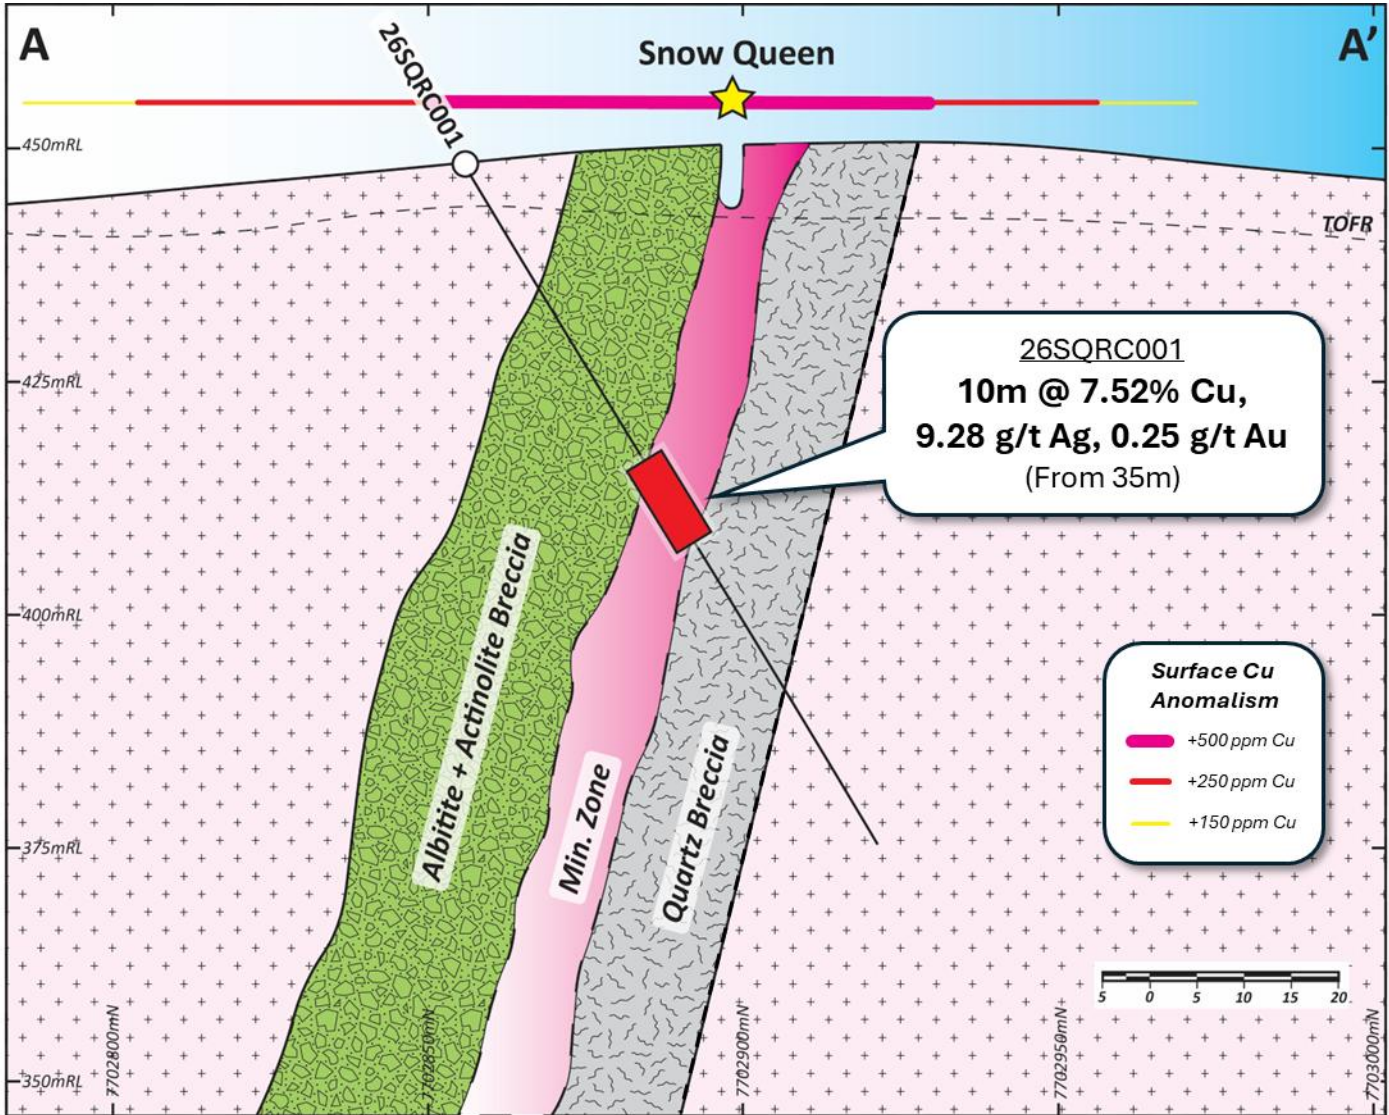 A
A’
26SQRC001
Snow Queen
450mRL
TOFR
26SQRC001
10m @ 7.52% Cu,
9.28 g/t Ag, 0.25 g/t Au
(From 35m)
425mRL
400mRL
375mRL
350mRL
Albitite + Actinolite Breccia
Min. Zone
Quartz Breccia
Surface Cu
Anomalism
+500 ppm Cu
+250 ppm Cu
+150 ppm Cu
5 0 5 10 15 20
7702800mN
7702850mN
7702900mN
7702950mN
7703000mN